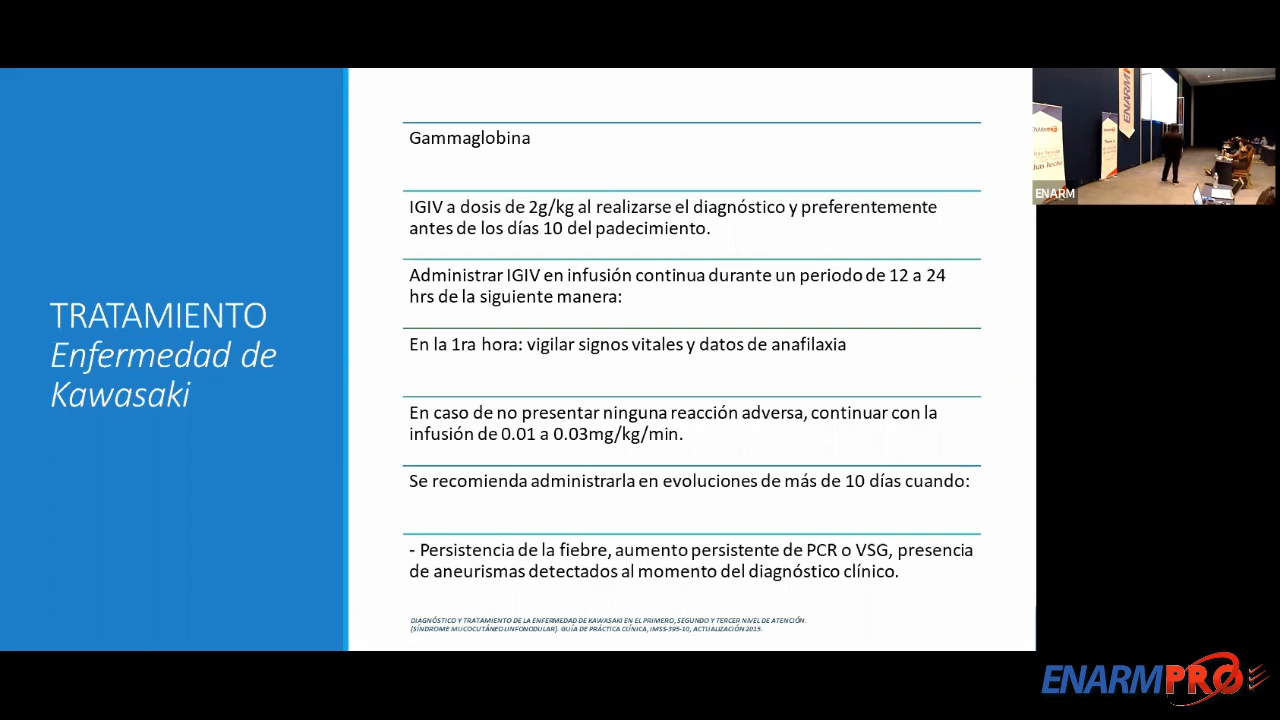 TRATAMIENTO
Enfermedad de
Kawasaki
Gammaglobina
IGIV a dosis de 2g/kg al realizarse el diagnóstico y preferentemente
antes de los días 10 del padecimiento.
Administrar IGIV en infusión continua durante un periodo de 12 a 24
hrs de la siguiente manera:
En la 1ra hora: vigilar signos vitales y datos de anafilaxia
En caso de no presentar ninguna reacción adversa, continuar con la
infusión de 0.01 a 0.03mg/kg/min.
Se recomienda administrarla en evoluciones de más de 10 días cuando:
- Persistencia de la fiebre, aumento persistente de PCR o VSG, presencia
de aneurismas detectados al momento del diagnóstico clínico.
DIAGNÓSTICO Y TRATAMIENTO DE LA ENFERMEDAD DE KAWASAKI EN EL PRIMERO, SEGUNDO Y TERCER NIVEL DE ATENCIÓN.
(SÍNDROME MUCOCUTÁNEO LINFONODULAR). GUÍA DE PRÁCTICA CLÍNICA, IMSS-395-10, ACTUALIZACIÓN 2015.
ENARMPRO
has hecho
ENARM
ENARMPRO